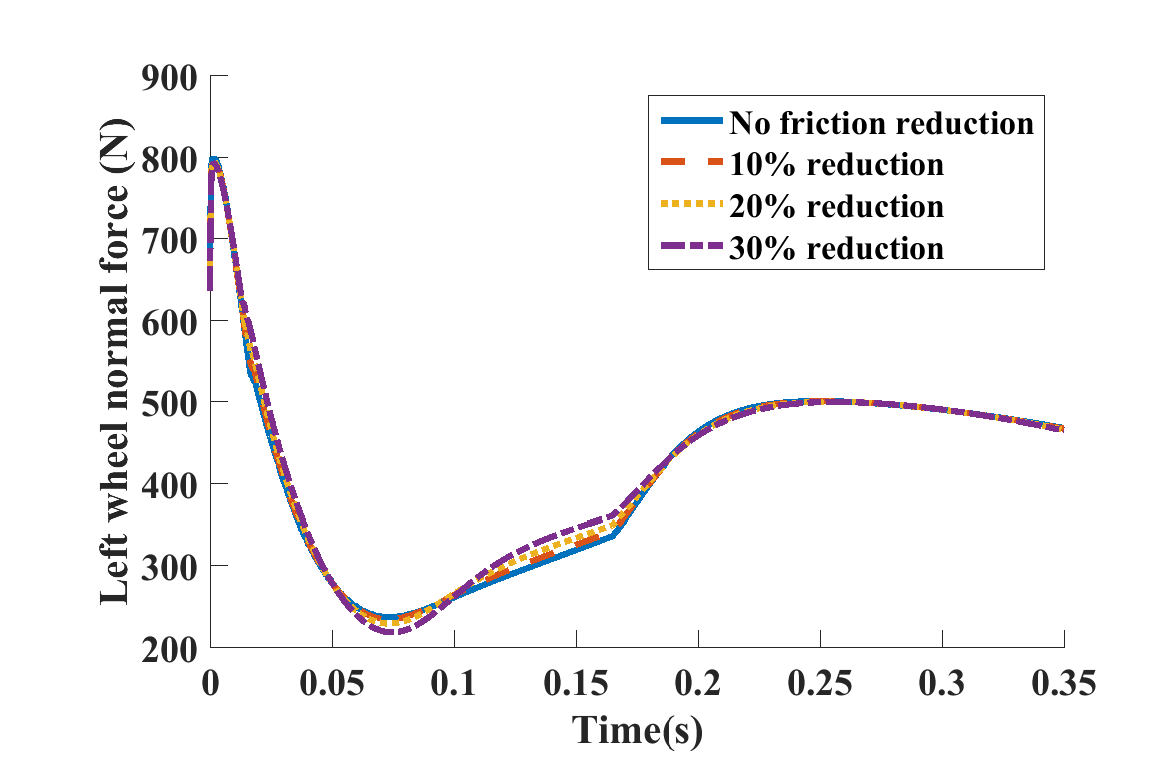 900
800
700
600
500
400
300
200
Left wheel normal force (N)
No friction reduction
10% reduction
20% reduction
30% reduction
0 0.05 0.1 0.15 0.2 0.25 0.3 0.35
Time(s)